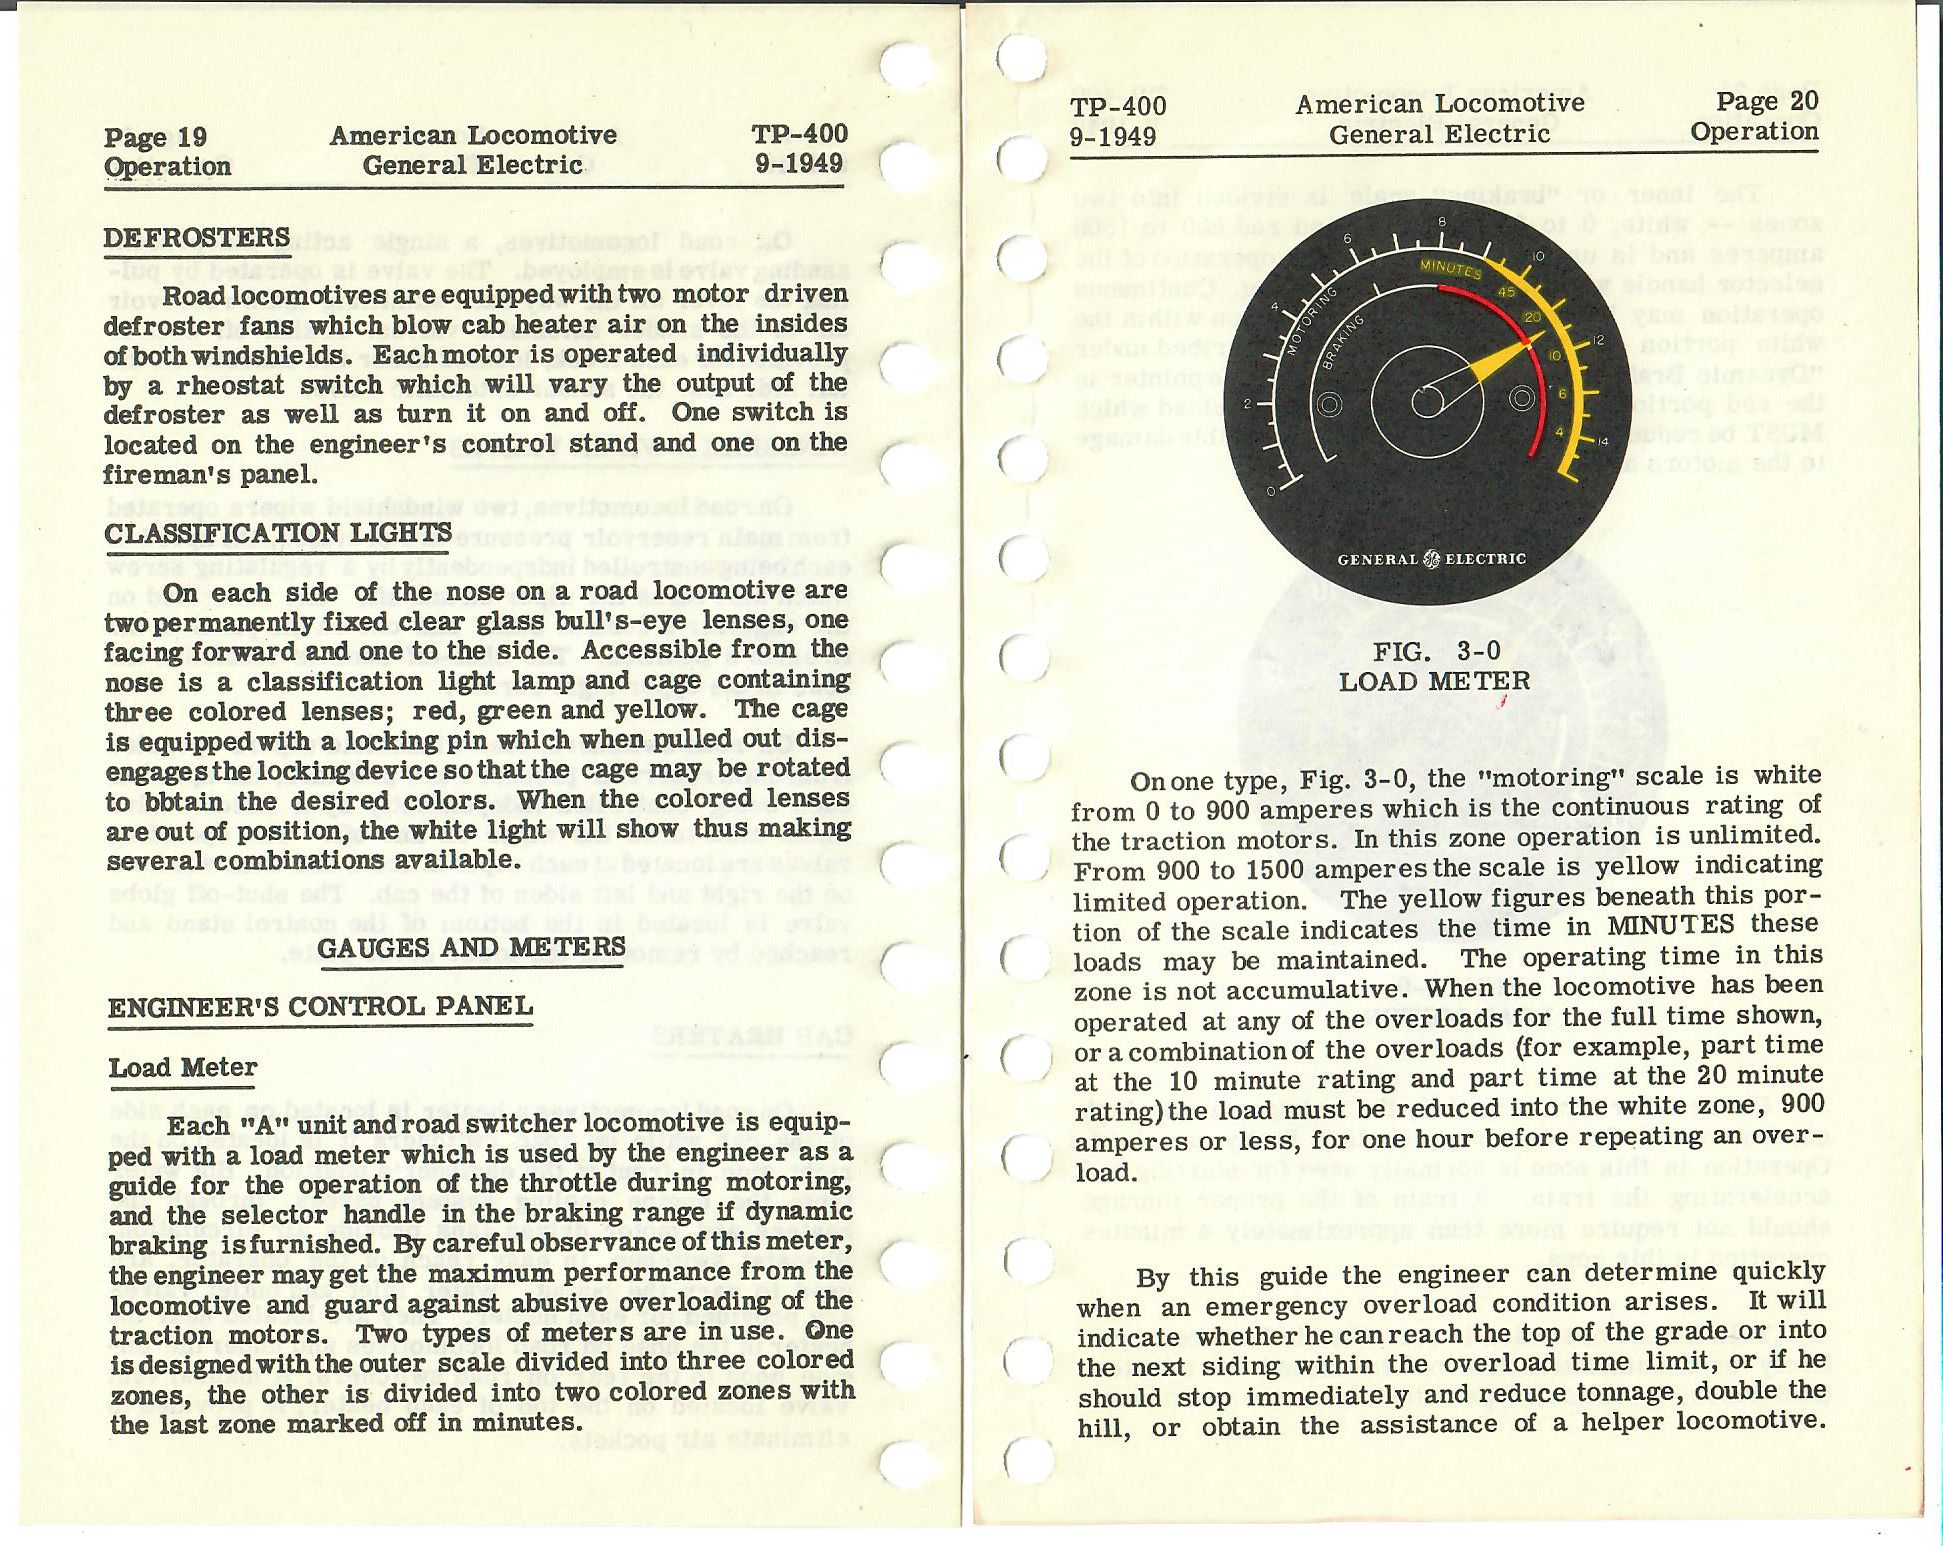 Page 19 American Locomotive TP-400
Operation General Electric 9-1949
DEFROSTERS
Road locomotives are equipped with two motor driven
defroster fans which blow cab heater air on the insides
of both windshields. Each motor is operated individually
by a rheostat switch which will vary the output of the
defroster as well as turn it on and off. One switch is
located on the engineer's control stand and one on the
fireman's panel.
CLASSIFICATION LIGHTS
On each side of the nose on a road locomotive are
two permanently fixed clear glass bull's-eye lenses, one
facing forward and one to the side. Accessible from the
nose is a classification light lamp and cage containing
three colored lenses; red, green and yellow. The cage
is equipped with a locking pin which when pulled out dis-
engages the locking device so that the cage may be rotated
to bbtain the desired colors. When the colored lenses
are out of position, the white light will show thus making
several combinations available.
GAUGES AND METERS
ENGINEER'S CONTROL PANEL
Load Meter
Each "A" unit and road switcher locomotive is equip-
ped with a load meter which is used by the engineer as a
guide for the operation of the throttle during motoring,
and the selector handle in the braking range if dynamic
braking is furnished. By careful observance of this meter,
the engineer may get the maximum performance from the
locomotive and guard against abusive overloading of the
traction motors. Two types of meters are in use. One
is designed with the outer scale divided into three colored
zones, the other is divided into two colored zones with
the last zone marked off in minutes.
TP-400 American Locomotive Page 20
9-1949 General Electric Operation
0 2 4 6 8 10 12 14
MOTORING
BRAKING
MINUTES
45 20 10 6 4
GENERAL GE ELECTRIC
FIG. 3-0
LOAD METER
On one type, Fig. 3-0, the "motoring" scale is white
from 0 to 900 amperes which is the continuous rating of
the traction motors. In this zone operation is unlimited.
From 900 to 1500 amperes the scale is yellow indicating
limited operation. The yellow figures beneath this por-
tion of the scale indicates the time in MINUTES these
loads may be maintained. The operating time in this
zone is not accumulative. When the locomotive has been
operated at any of the overloads for the full time shown,
or a combination of the overloads (for example, part time
at the 10 minute rating and part time at the 20 minute
rating) the load must be reduced into the white zone, 900
amperes or less, for one hour before repeating an over-
load.
By this guide the engineer can determine quickly
when an emergency overload condition arises. It will
indicate whether he can reach the top of the grade or into
the next siding within the overload time limit, or if he
should stop immediately and reduce tonnage, double the
hill, or obtain the assistance of a helper locomotive.